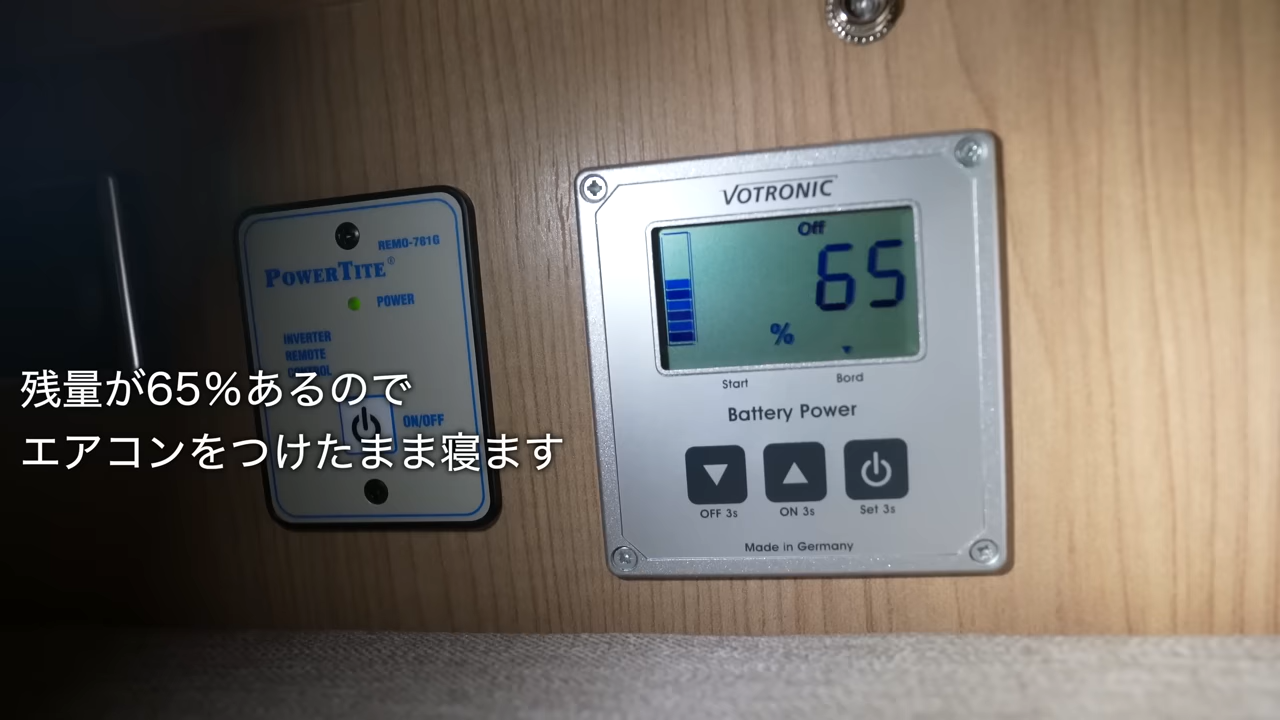 REMO-761G
POWERTITE®
POWER
INVERTER
REMOTE
CONTROL
ON/OFF
VOTRONIC
Off
65
%
Start Bord
Battery Power
OFF 3s ON 3s Set 3s
Made in Germany
残量が65%あるので
エアコンをつけたまま寝ます